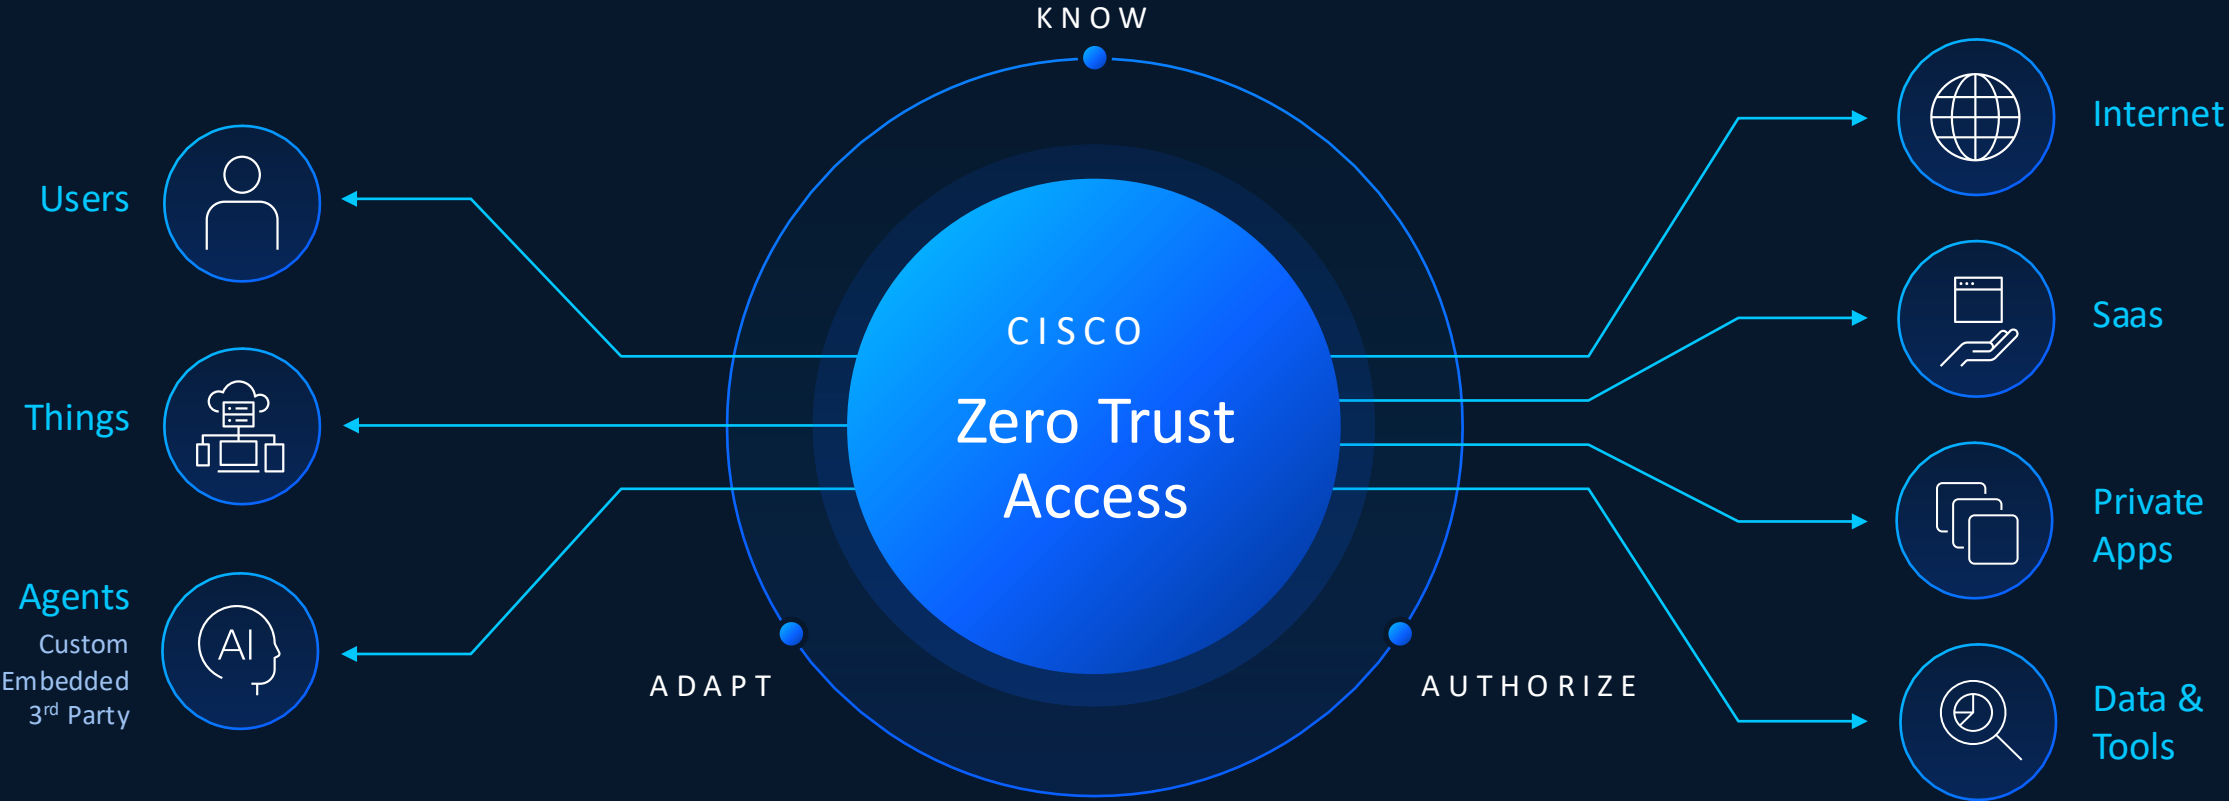 KNOW
Users
Things
Agents
Custom
Embedded
3rd Party
AI
CISCO
Zero Trust
Access
ADAPT
AUTHORIZE
Internet
Saas
Private
Apps
Data &
Tools